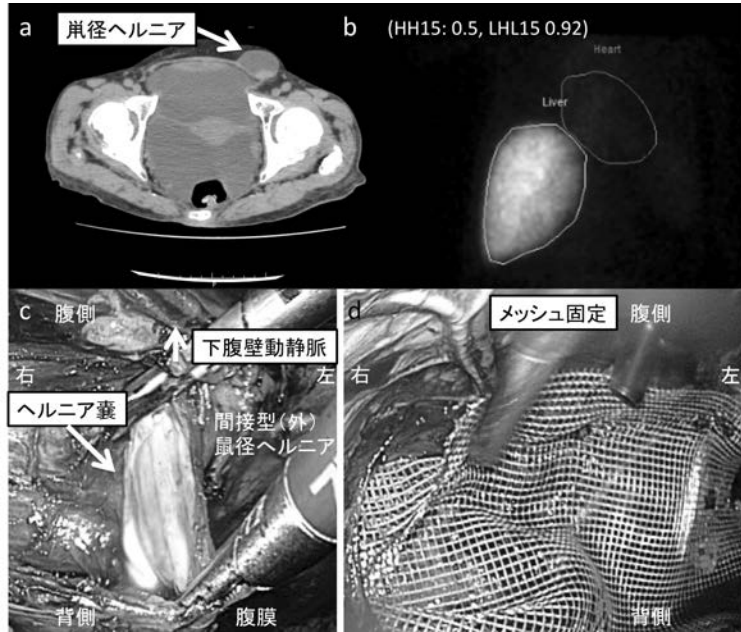 a
鼡径ヘルニア
b
(HH15: 0.5, LHL15 0.92)
Heart
Liver
c
腹側
下腹壁動静脈
右
左
ヘルニア嚢
間接型(外)
鼠径ヘルニア
背側
腹膜
d
メッシュ固定
腹側
右
左
背側